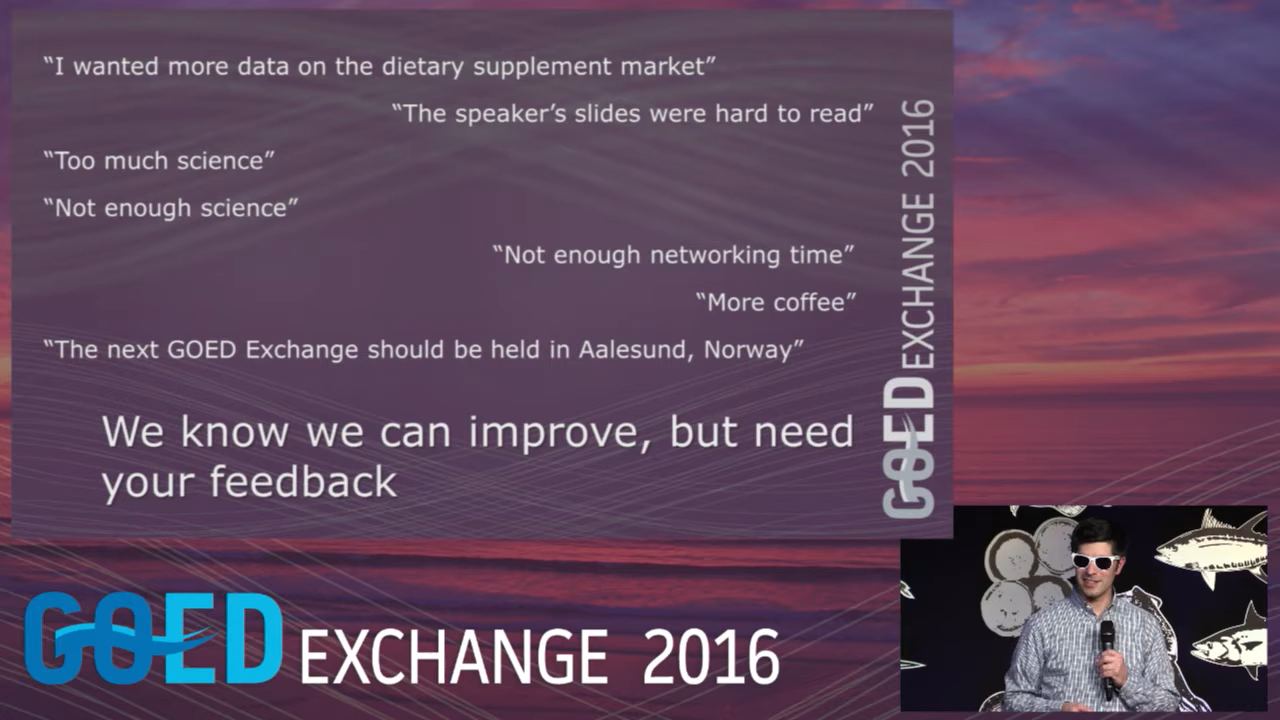 “I wanted more data on the dietary supplement market”
“The speaker’s slides were hard to read”
“Too much science”
“Not enough science”
“Not enough networking time”
“More coffee”
“The next GOED Exchange should be held in Aalesund, Norway”
We know we can improve, but need
your feedback
GOED EXCHANGE 2016
GOED EXCHANGE 2016